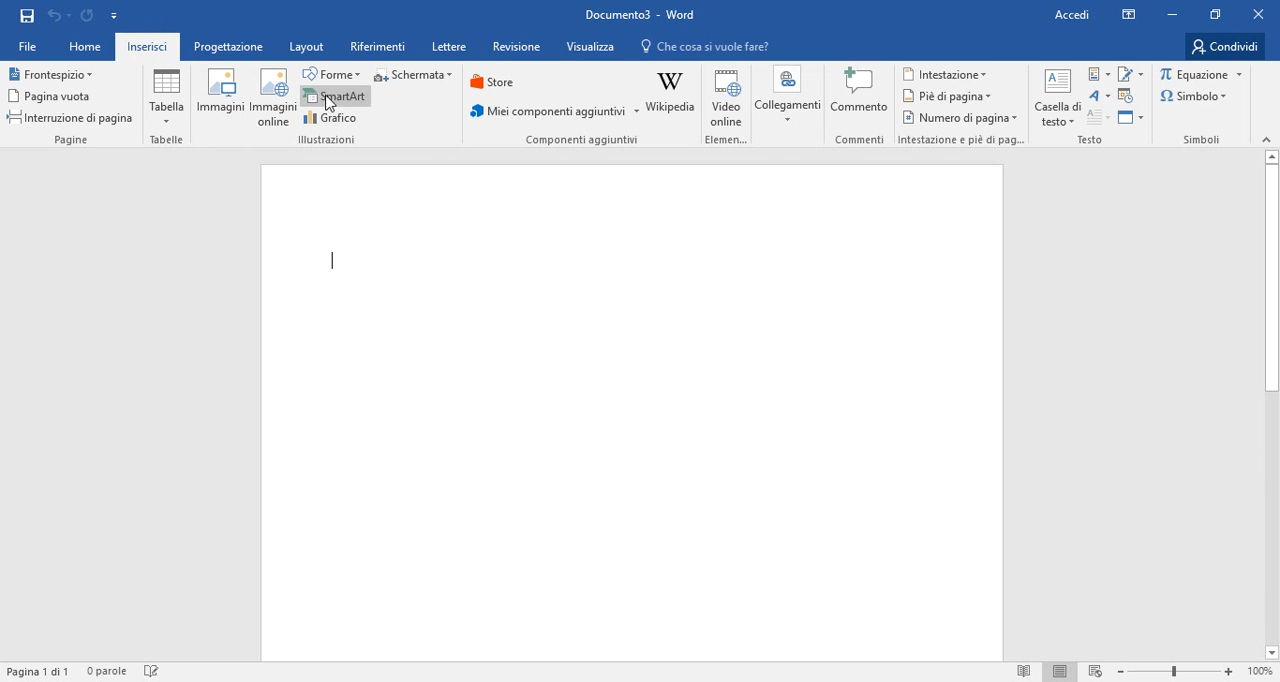 Documento3 - Word
Accedi
File Home Inserisci Progettazione Layout Riferimenti Lettere Revisione Visualizza Che cosa si vuole fare? Condividi
Frontespizio
Pagina vuota
Interruzione di pagina
Pagine
Tabella
Tabelle
Immagini
Immagini online
Forme
SmartArt
Grafico
Schermata
Illustrazioni
Store
Miei componenti aggiuntivi
Wikipedia
Componenti aggiuntivi
Video online
Elemen...
Collegamenti
Commento
Commenti
Intestazione
Piè di pagina
Numero di pagina
Intestazione e piè di pag...
Casella di testo
Testo
Equazione
Simbolo
Simboli
Pagina 1 di 1 0 parole 100%